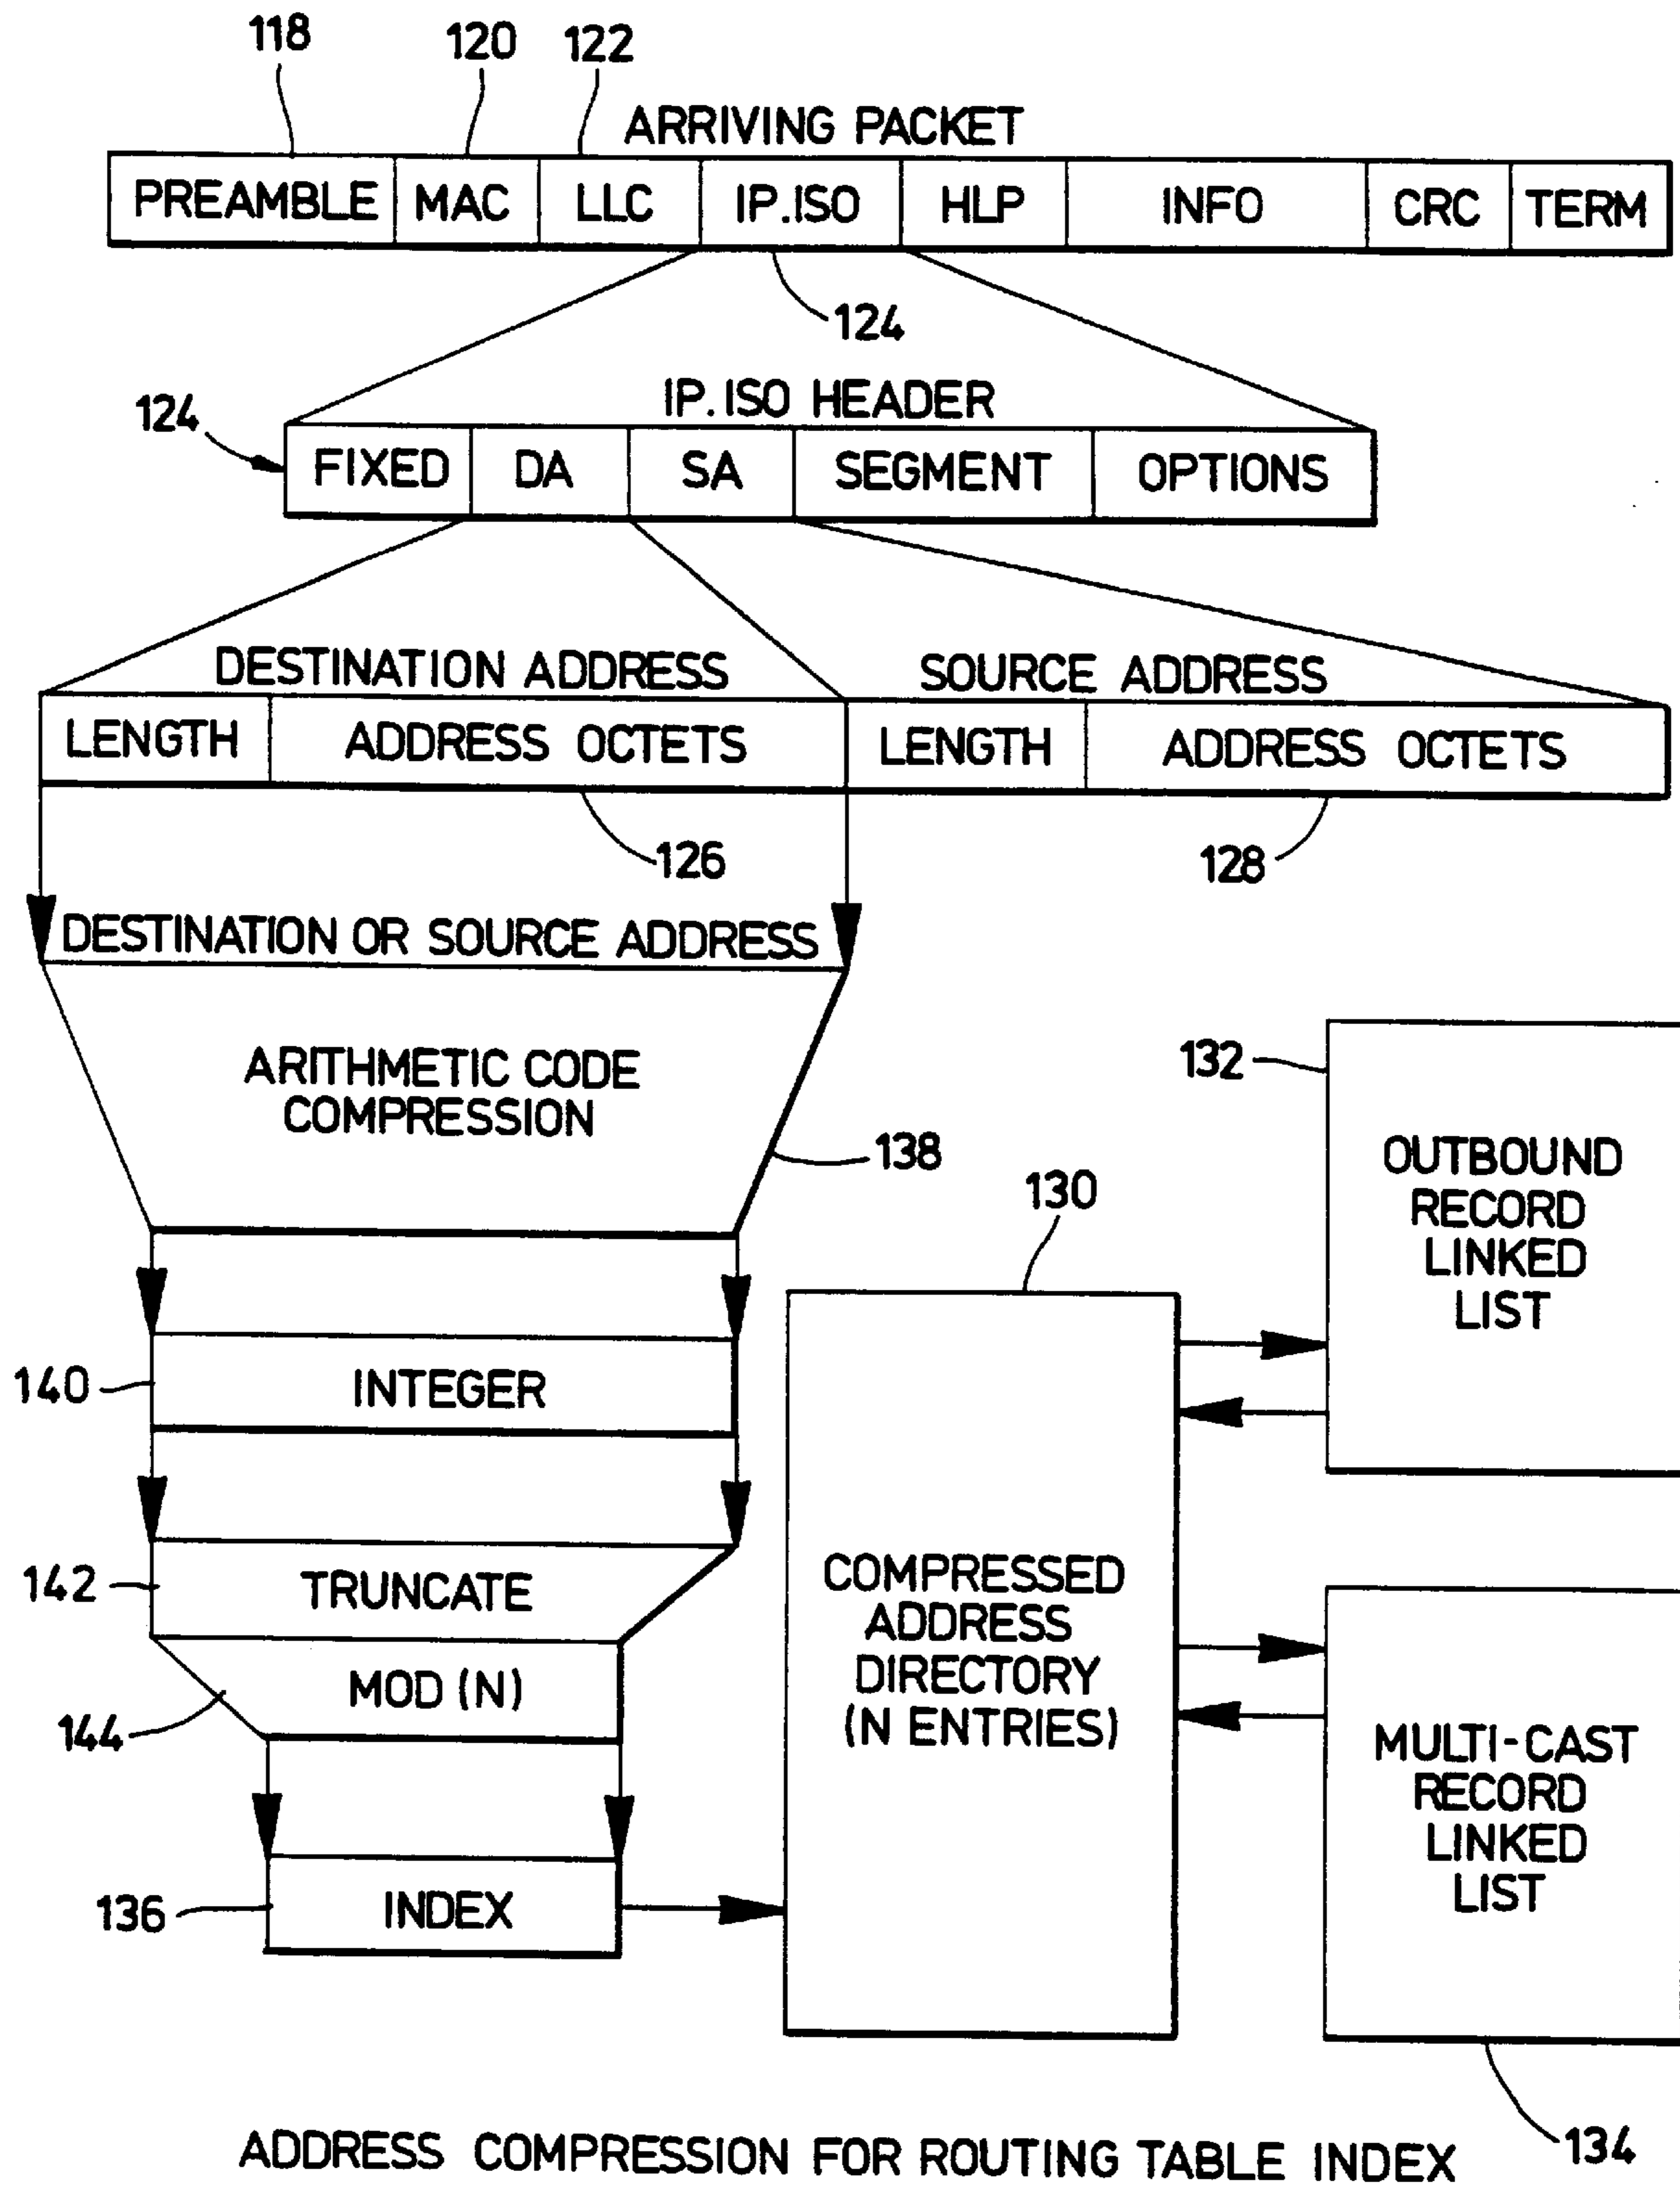 118
120
122
ARRIVING PACKET
PREAMBLE MAC LLC IP.ISO HLP INFO CRC TERM
124
IP.ISO HEADER
124
FIXED DA SA SEGMENT OPTIONS
DESTINATION ADDRESS
SOURCE ADDRESS
LENGTH ADDRESS OCTETS LENGTH ADDRESS OCTETS
126
128
DESTINATION OR SOURCE ADDRESS
ARITHMETIC CODE
COMPRESSION
138
140
INTEGER
142
TRUNCATE
144
MOD (N)
136
INDEX
130
COMPRESSED
ADDRESS
DIRECTORY
(N ENTRIES)
132
OUTBOUND
RECORD
LINKED
LIST
MULTI-CAST
RECORD
LINKED
LIST
134
ADDRESS COMPRESSION FOR ROUTING TABLE INDEX